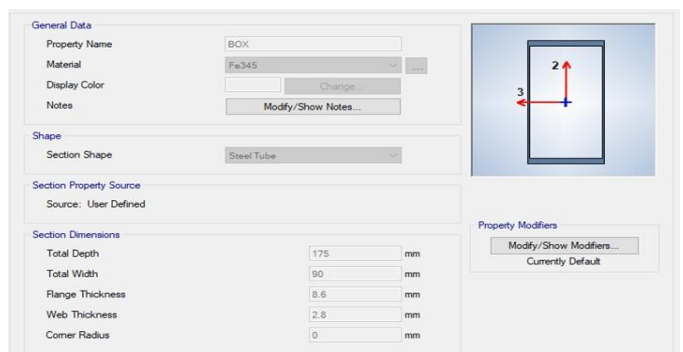 General Data
Property Name BOX
Material Fe345 ...
Display Color Change...
Notes Modify/Show Notes...
2
3
Shape
Section Shape Steel Tube
Section Property Source
Source: User Defined
Section Dimensions
Total Depth 175 mm
Total Width 90 mm
Flange Thickness 8.6 mm
Web Thickness 2.8 mm
Corner Radius 0 mm
Property Modifiers
Modify/Show Modifiers...
Currently Default